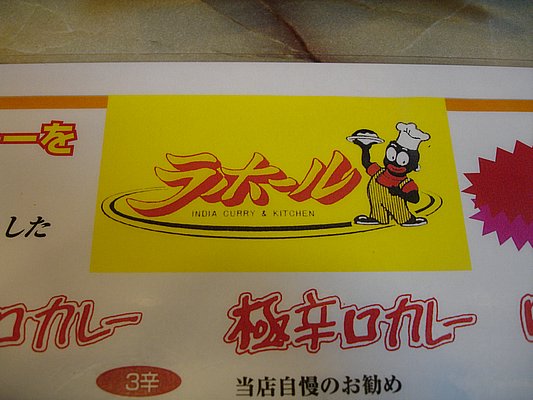 ーを
ラホール
INDIA CURRY & KITCHEN
した
口カレー
極辛口カレー
3辛
当店自慢のお勧め